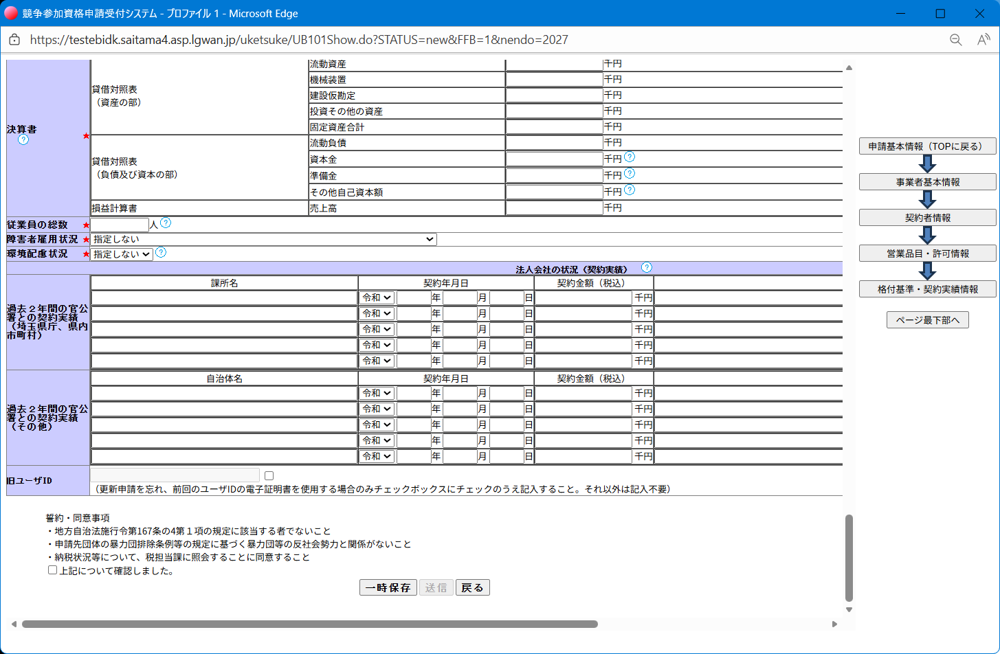 競争参加資格申請受付システム - プロファイル 1 - Microsoft Edge
https://testebidk.saitama4.asp.lgwan.jp/uketsuke/UB101Show.do?STATUS=new&FFB=1&nendo=2027
決算書 ? ★
貸借対照表
（資産の部）
流動資産 千円
機械装置 千円
建設仮勘定 千円
投資その他の資産 千円
固定資産合計 千円
貸借対照表
（負債及び資本の部）
流動負債 千円
資本金 千円 ?
準備金 千円 ?
その他自己資本額 千円 ?
損益計算書 売上高 千円
従業員の総数 ★ 人 ?
障害者雇用状況 ★ 指定しない
環境配慮状況 ★ 指定しない ?
法人会社の状況（契約実績） ?
過去２年間の官公
署との契約実績
（埼玉県庁、県内
市町村）
課所名 契約年月日 契約金額（税込）
令和 年 月 日 千円
令和 年 月 日 千円
令和 年 月 日 千円
令和 年 月 日 千円
令和 年 月 日 千円
過去２年間の官公
署との契約実績
（その他）
自治体名 契約年月日 契約金額（税込）
令和 年 月 日 千円
令和 年 月 日 千円
令和 年 月 日 千円
令和 年 月 日 千円
令和 年 月 日 千円
旧ユーザID
（更新申請を忘れ、前回のユーザIDの電子証明書を使用する場合のみチェックボックスにチェックのうえ記入すること。それ以外は記入不要）
誓約・同意事項
・地方自治法施行令第167条の4第１項の規定に該当する者でないこと
・申請先団体の暴力団排除条例等の規定に基づく暴力団等の反社会勢力と関係がないこと
・納税状況等について、税担当課に照会することに同意すること
上記について確認しました。
一時保存 送信 戻る
申請基本情報（TOPに戻る）
事業者基本情報
契約者情報
営業品目・許可情報
格付基準・契約実績情報
ページ最下部へ